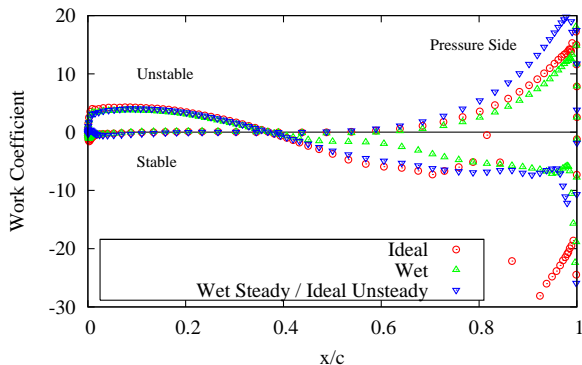 20
10
0
-10
-20
-30
Work Coefficient
Unstable
Stable
Pressure Side
Ideal
Wet
Wet Steady / Ideal Unsteady
0 0.2 0.4 0.6 0.8 1
x/c